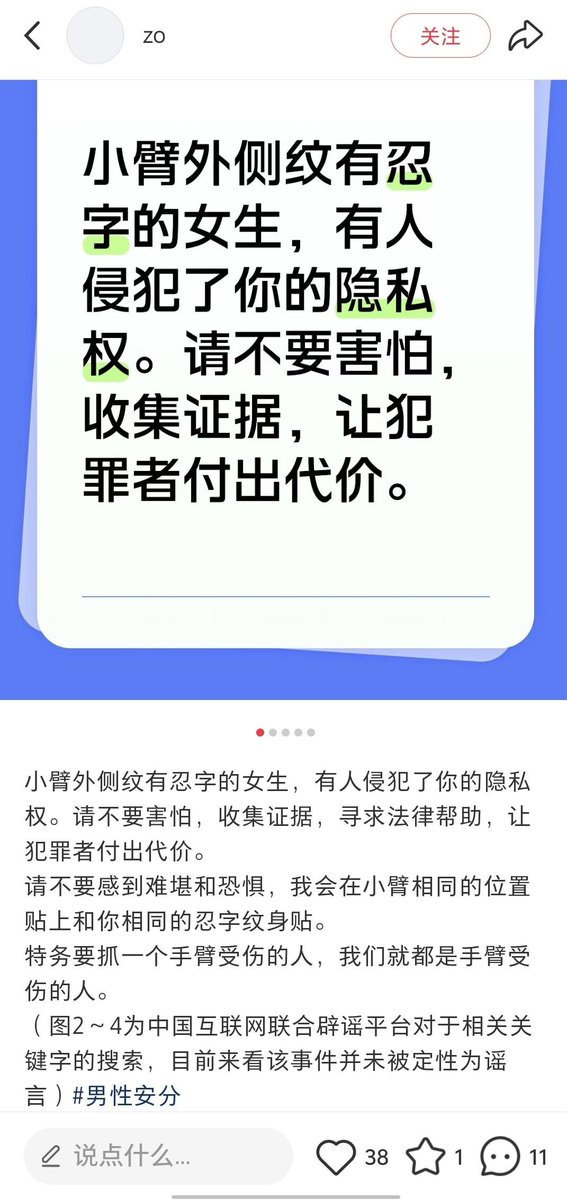 zo
关注
小臂外侧纹有忍
字的女生，有人
侵犯了你的隐私
权。请不要害怕，
收集证据，让犯
罪者付出代价。
小臂外侧纹有忍字的女生，有人侵犯了你的隐私
权。请不要害怕，收集证据，寻求法律帮助，让
犯罪者付出代价。
请不要感到难堪和恐惧，我会在小臂相同的位置
贴上和你相同的忍字纹身贴。
特务要抓一个手臂受伤的人，我们就都是手臂受
伤的人。
（图2～4为中国互联网联合辟谣平台对于相关关
键字的搜索，目前来看该事件并未被定性为谣
言）#男性安分
说点什么...
38
1
11